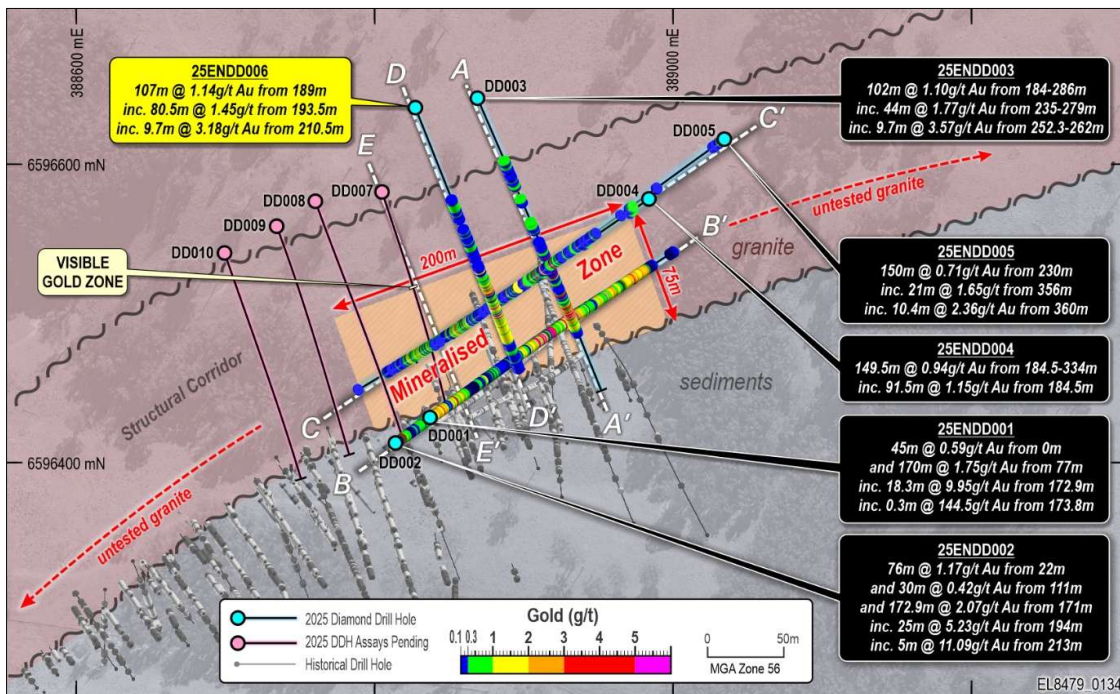 388600 mE
389000 mE
6596600 mN
6596400 mN
25ENDD006
107m @ 1.14g/t Au from 189m
inc. 80.5m @ 1.45g/t from 193.5m
inc. 9.7m @ 3.18g/t Au from 210.5m
25ENDD003
102m @ 1.10g/t Au from 184-286m
inc. 44m @ 1.77g/t from 235-279m
inc. 9.7m @ 3.57g/t Au from 252.3-262m
D
A
DD003
DD005
C'
E
DD004
DD007
DD008
DD009
DD010
B'
untested granite
granite
VISIBLE
GOLD ZONE
200m
75m
Mineralised Zone
Structural Corridor
sediments
25ENDD005
150m @ 0.71g/t Au from 230m
inc. 21m @ 1.65g/t from 356m
inc. 10.4m @ 2.36g/t Au from 360m
25ENDD004
149.5m @ 0.94g/t Au from 184.5-334m
inc. 91.5m @ 1.15g/t Au from 184.5m
C
D'
A'
DD001
E'
DD002
B
untested granite
25ENDD001
45m @ 0.59g/t Au from 0m
and 170m @ 1.75g/t Au from 77m
inc. 18.3m @ 9.95g/t Au from 172.9m
inc. 0.3m @ 144.5g/t Au from 173.8m
25ENDD002
76m @ 1.17g/t Au from 22m
and 30m @ 0.42g/t Au from 111m
and 172.9m @ 2.07g/t Au from 171m
inc. 25m @ 5.23g/t Au from 194m
inc. 5m @ 11.09g/t Au from 213m
2025 Diamond Drill Hole
2025 DDH Assays Pending
Historical Drill Hole
Gold (g/t)
0.1 0.3 1 2 3 4 5
0 50m
MGA Zone 56
EL8479_0134